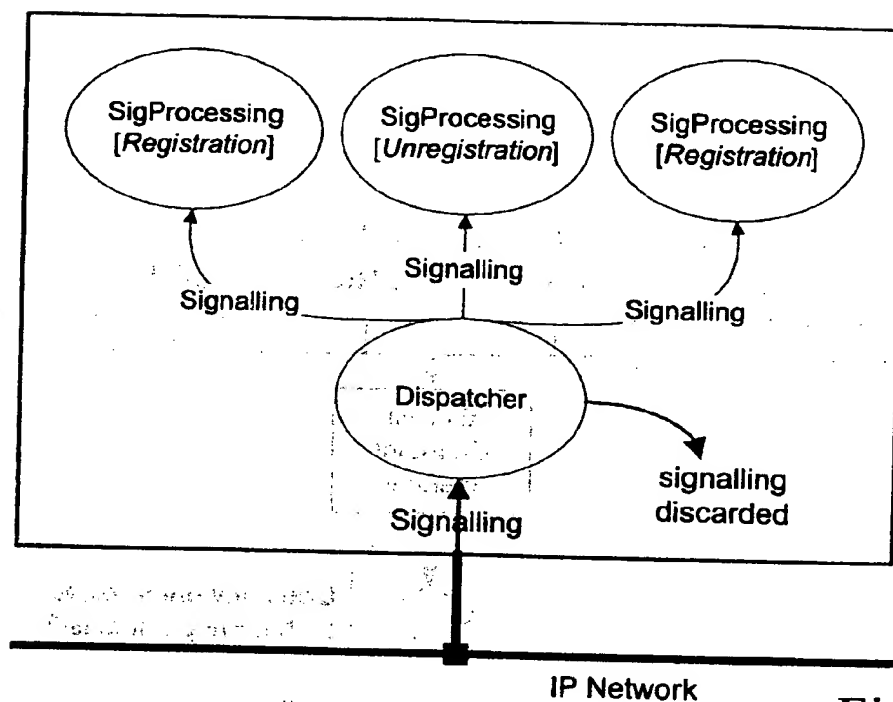 SigProcessing
[Registration]
SigProcessing
[Unregistration]
SigProcessing
[Registration]
Signalling
Signalling
Signalling
Dispatcher
signalling
discarded
Signalling
IP Network